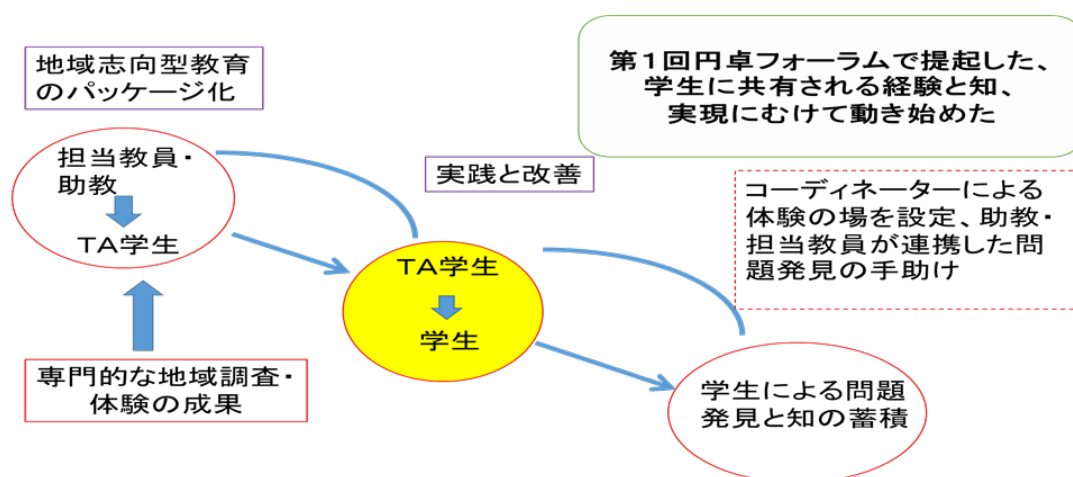 地域志向型教育
のパッケージ化
第1回円卓フォーラムで提起した、
学生に共有される経験と知、
実現にむけて動き始めた
担当教員・
助教
TA学生
実践と改善
コーディネーターによる
体験の場を設定、助教・
担当教員が連携した問
題発見の手助け
TA学生
学生
専門的な地域調査・
体験の成果
学生による問題
発見と知の蓄積